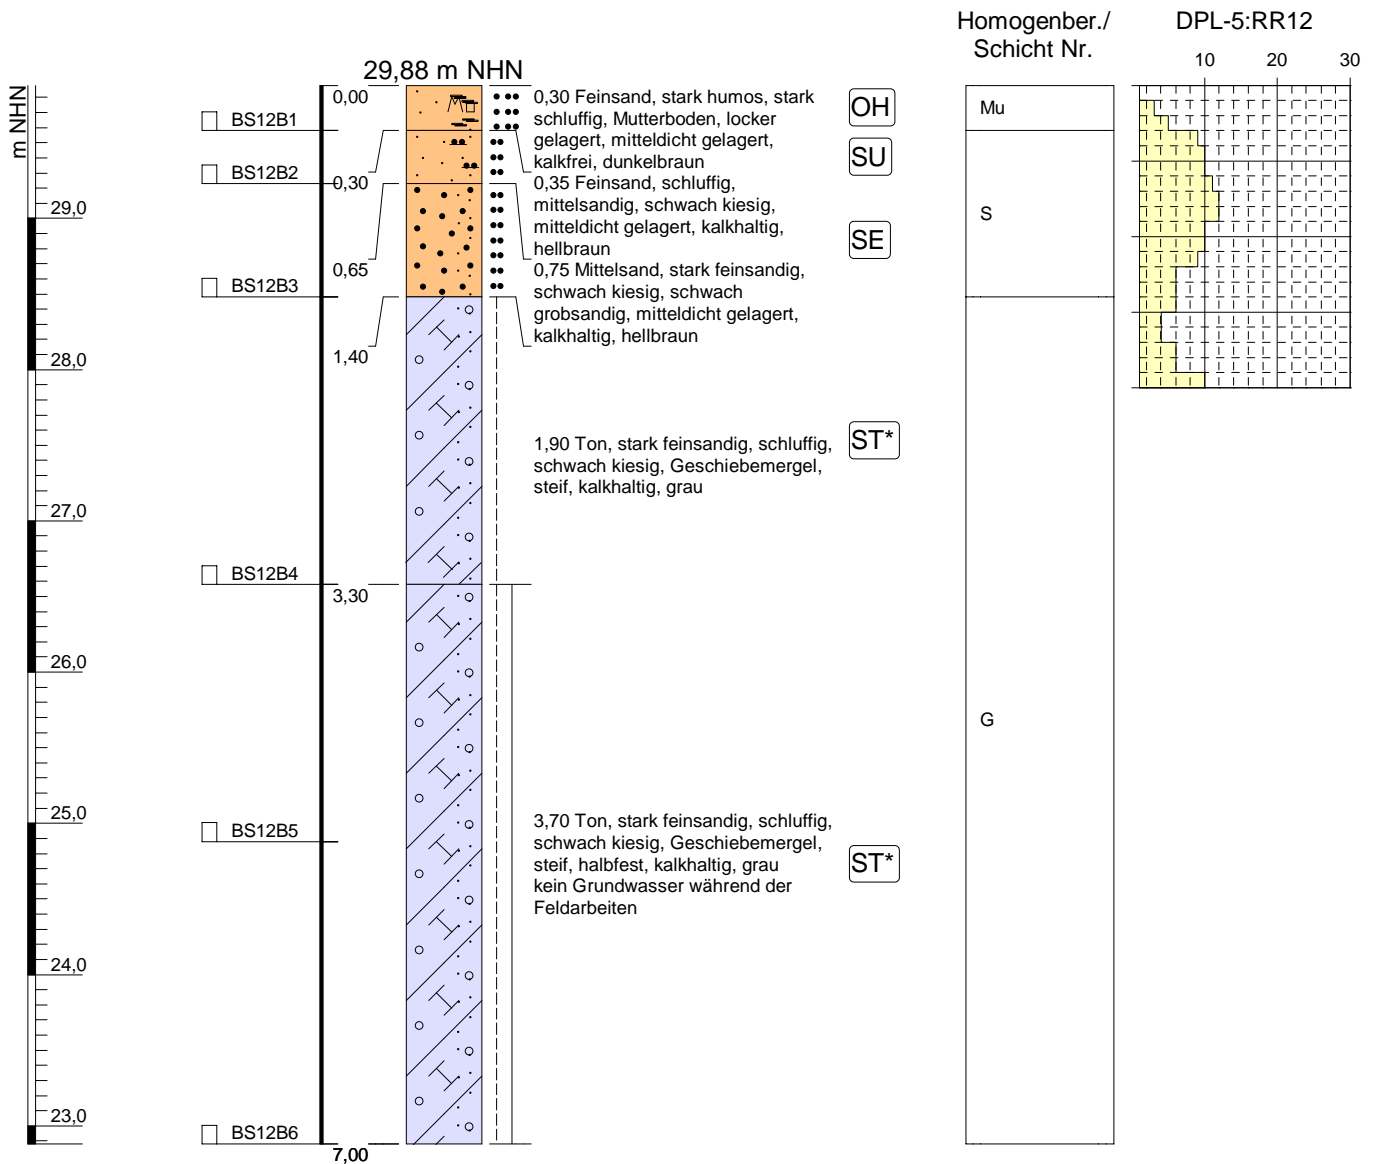 Homogenber./
Schicht Nr.
DPL-5:RR12
10 20 30
29,88 m NHN
m NHN
0,00
BS12B1
0,30 Feinsand, stark humos, stark
schluffig, Mutterboden, locker
gelagert, mitteldicht gelagert,
kalkfrei, dunkelbraun
OH
Mu
BS12B2
0,30
0,35 Feinsand, schluffig,
mittelsandig, schwach kiesig,
mitteldicht gelagert, kalkhaltig,
hellbraun
SU
29,0
S
0,65
BS12B3
0,75 Mittelsand, stark feinsandig,
schwach kiesig, schwach
grobsandig, mitteldicht gelagert,
kalkhaltig, hellbraun
SE
28,0
1,40
1,90 Ton, stark feinsandig, schluffig,
schwach kiesig, Geschiebemergel,
steif, kalkhaltig, grau
ST*
27,0
BS12B4
3,30
26,0
G
25,0
BS12B5
3,70 Ton, stark feinsandig, schluffig,
schwach kiesig, Geschiebemergel,
steif, halbfest, kalkhaltig, grau
kein Grundwasser während der
Feldarbeiten
ST*
24,0
23,0
BS12B6
7,00